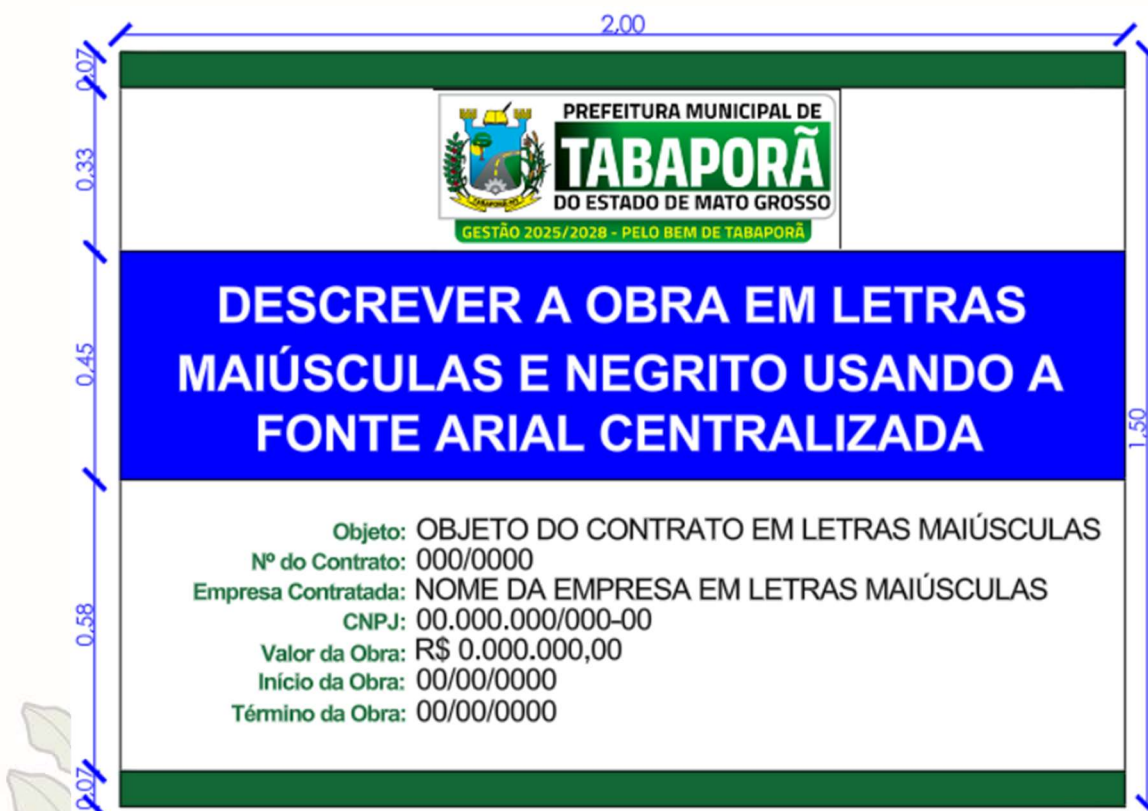 2,00
0,07
PREFEITURA MUNICIPAL DE
TABAPORÃ
DO ESTADO DE MATO GROSSO
TABAPORÃ-MT
GESTÃO 2025/2028 - PELO BEM DE TABAPORÃ
0,33
DESCREVER A OBRA EM LETRAS
MAIÚSCULAS E NEGRITO USANDO A
FONTE ARIAL CENTRALIZADA
0,45
1,50
Objeto: OBJETO DO CONTRATO EM LETRAS MAIÚSCULAS
Nº do Contrato: 000/0000
Empresa Contratada: NOME DA EMPRESA EM LETRAS MAIÚSCULAS
CNPJ: 00.000.000/000-00
Valor da Obra: R$ 0.000.000,00
Início da Obra: 00/00/0000
Término da Obra: 00/00/0000
0,58
0,07